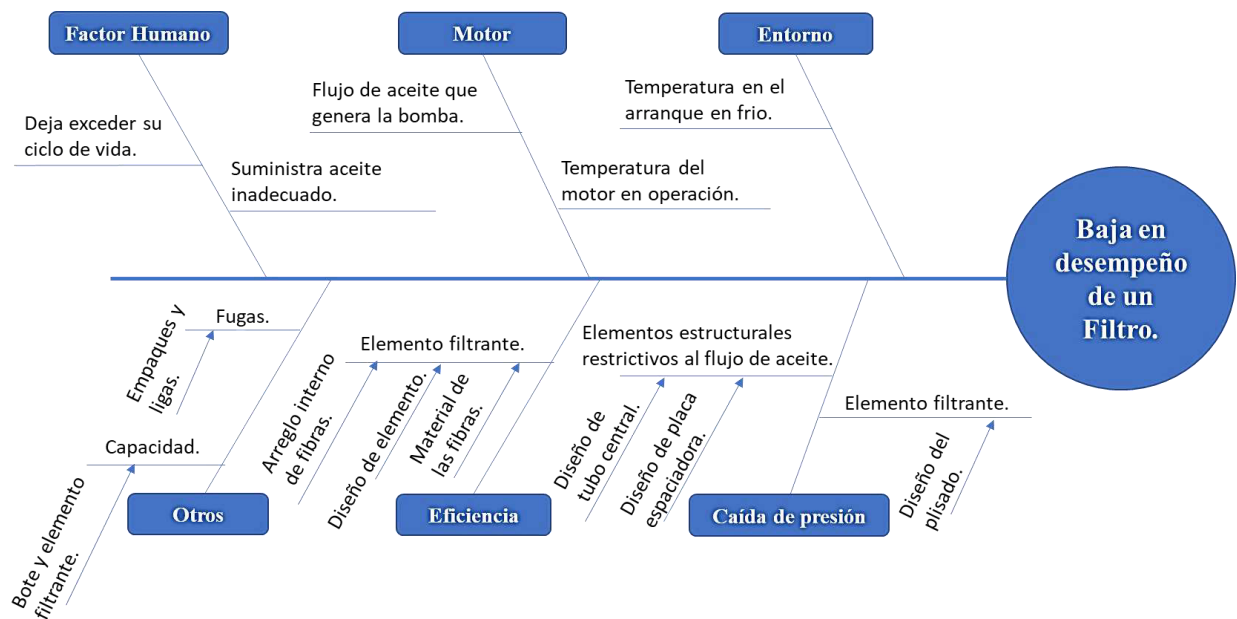 Factor Humano
Motor
Entorno
Deja exceder su
ciclo de vida.
Suministra aceite
inadecuado.
Flujo de aceite que
genera la bomba.
Temperatura del
motor en operación.
Temperatura en el
arranque en frio.
Baja en
desempeño
de un
Filtro.
Fugas.
Empaques y
ligas.
Capacidad.
Bote y elemento
filtrante.
Otros
Elemento filtrante.
Arreglo interno
de fibras.
Diseño de elemento.
Material de
las fibras.
Eficiencia
Elementos estructurales
restrictivos al flujo de aceite.
Diseño de
tubo central.
Diseño de placa
espaciadora.
Caída de presión
Elemento filtrante.
Diseño del
plisado.